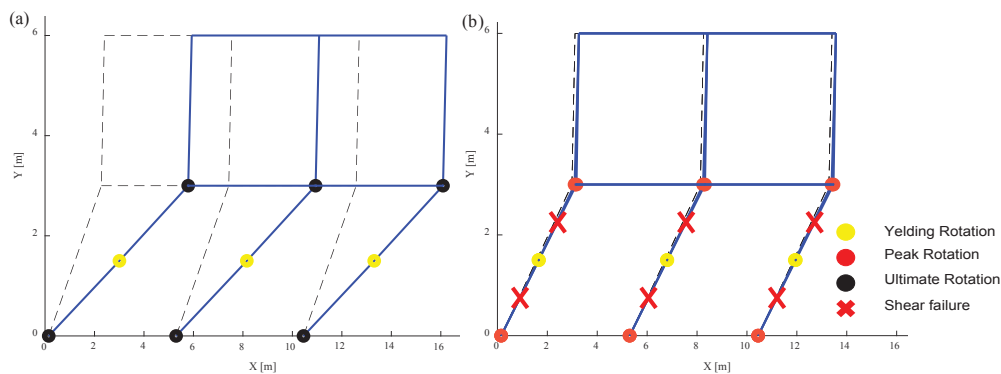 (a)
6
4
2
0
Y [m]
0 2 4 6 8 10 12 14 16
X [m]
(b)
6
4
2
0
Y [m]
0 2 4 6 8 10 12 14 16
X [m]
Yelding Rotation
Peak Rotation
Ultimate Rotation
Shear failure